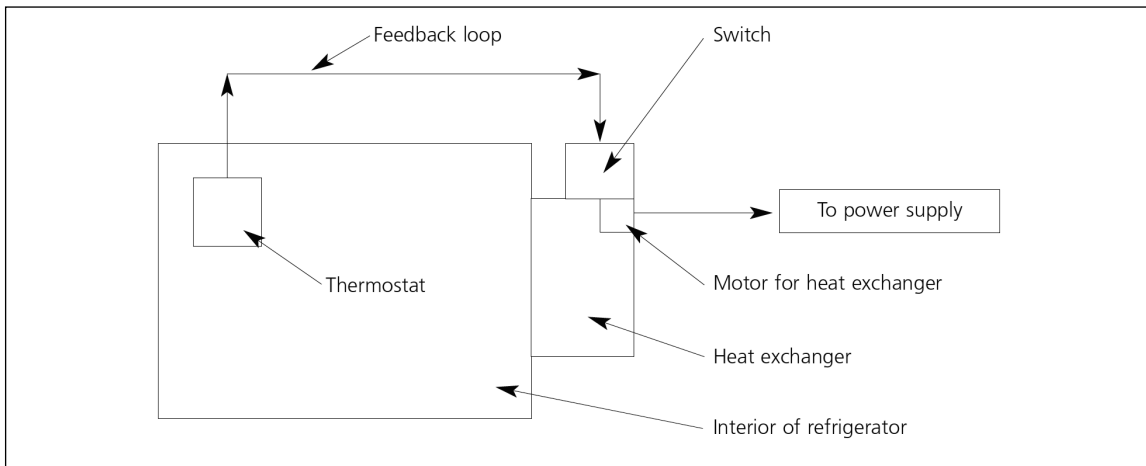 Feedback loop
Switch
To power supply
Thermostat
Motor for heat exchanger
Heat exchanger
Interior of refrigerator